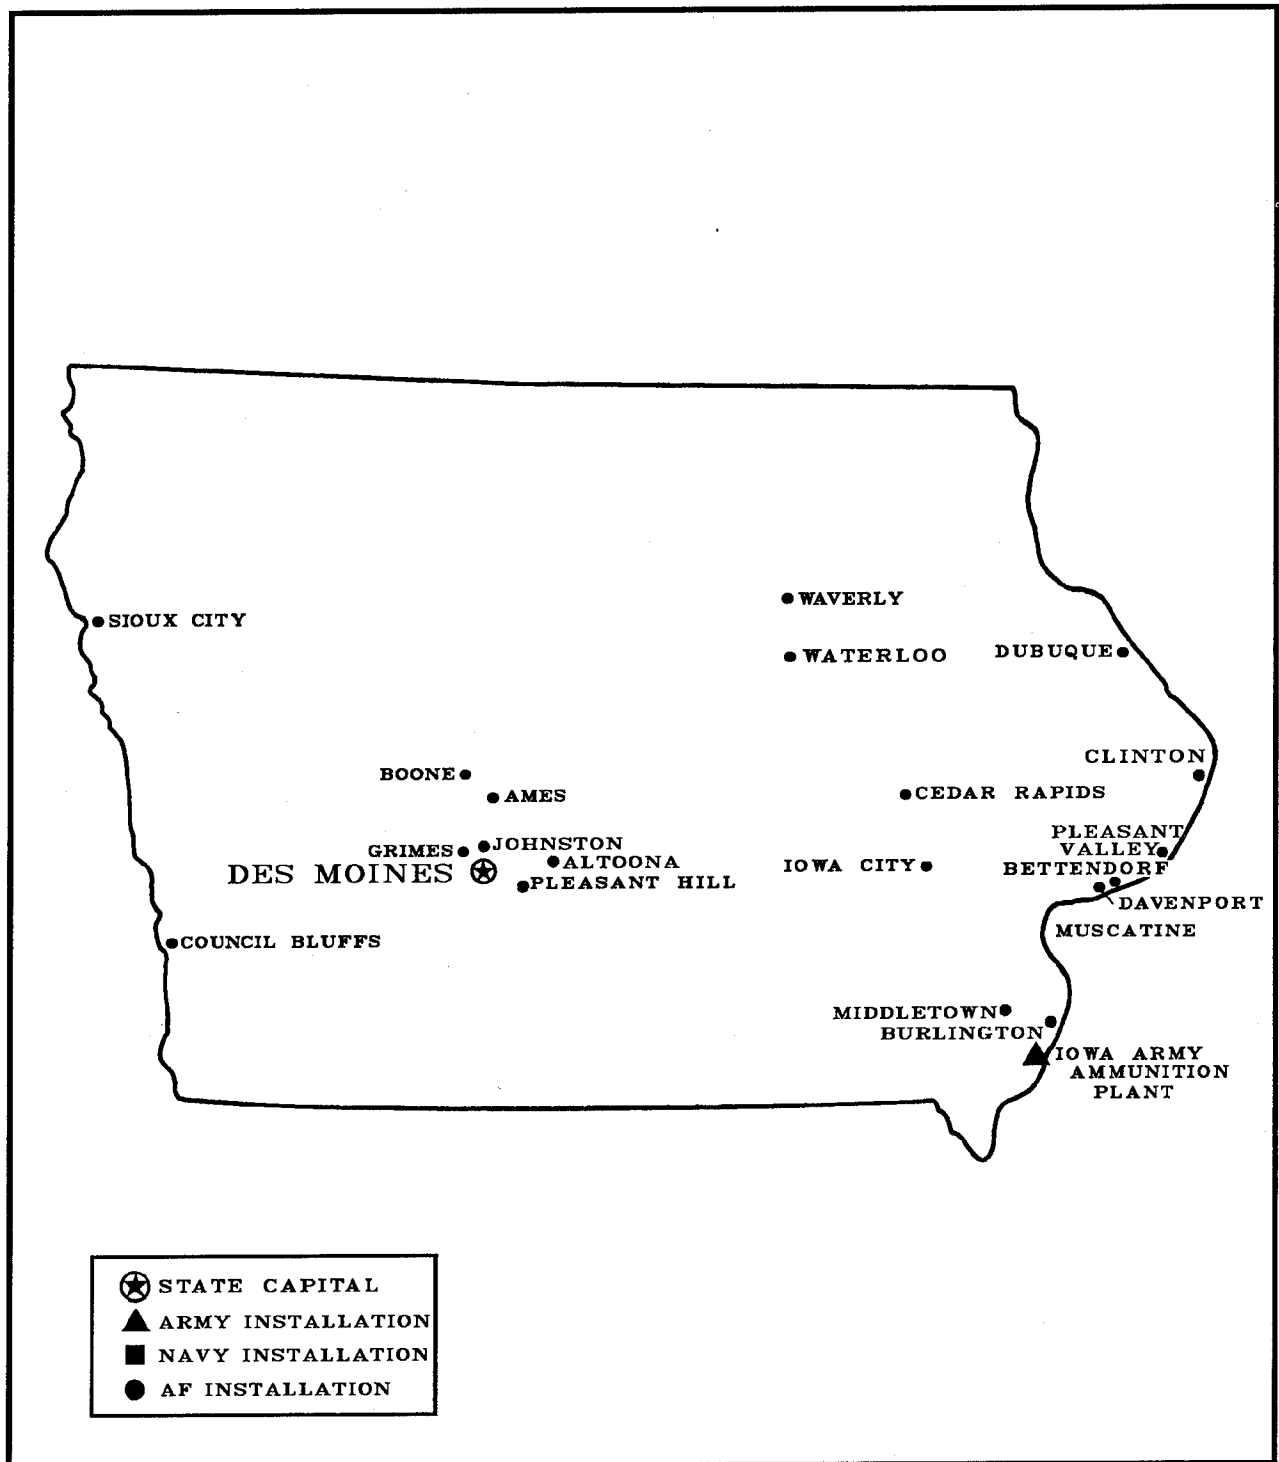 WAVERLY
SIOUX CITY
DUBUQUE
WATERLOO
CLINTON
BOONE
AMES
CEDAR RAPIDS
PLEASANT
VALLEY
JOHNSTON
GRIMES
ALTOONA
IOWA CITY
BETTENDORF
DES MOINES
PLEASANT HILL
DAVENPORT
MUSCATINE
COUNCIL BLUFFS
MIDDLETOWN
BURLINGTON
IOWA ARMY
AMMUNITION
PLANT
STATE CAPITAL
ARMY INSTALLATION
NAVY INSTALLATION
AF INSTALLATION